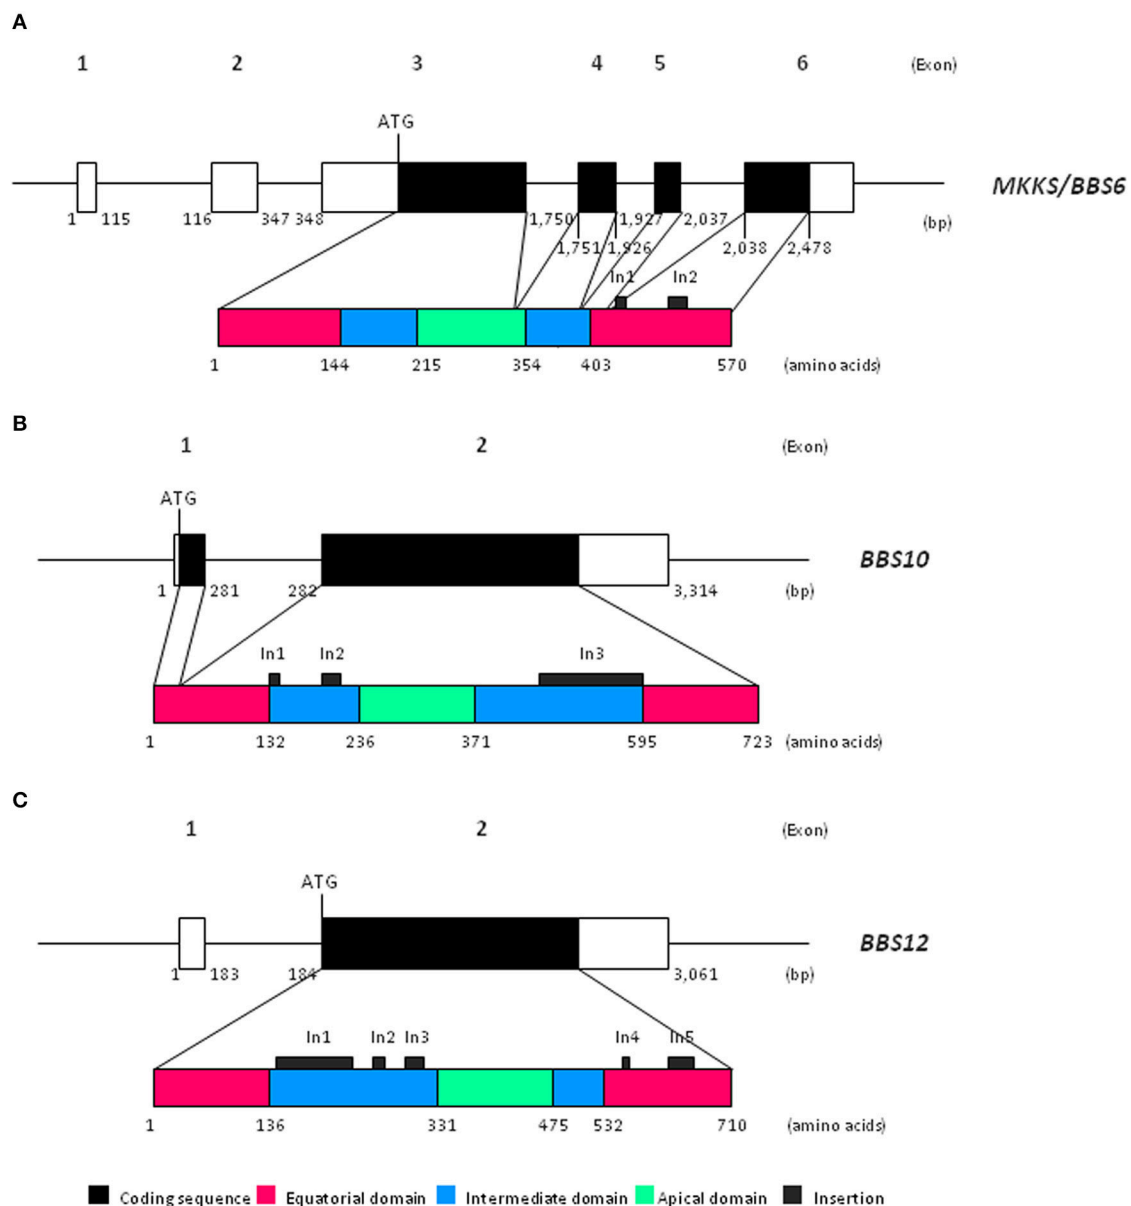 A
1 2 3 4 5 6 (Exon)
ATG
MKKS/BBS6
1 115 116 347 348 1,750 1,927 2,037 (bp)
1,751 1,926 2,038 2,478
In1 In2
1 144 215 354 403 570 (amino acids)
B
1 2 (Exon)
ATG
BBS10
1 281 282 3,314 (bp)
In1 In2 In3
1 132 236 371 595 723 (amino acids)
C
1 2 (Exon)
ATG
BBS12
1 183 184 3,061 (bp)
In1 In2 In3 In4 In5
1 136 331 475 532 710 (amino acids)
Coding sequence Equatorial domain Intermediate domain Apical domain Insertion